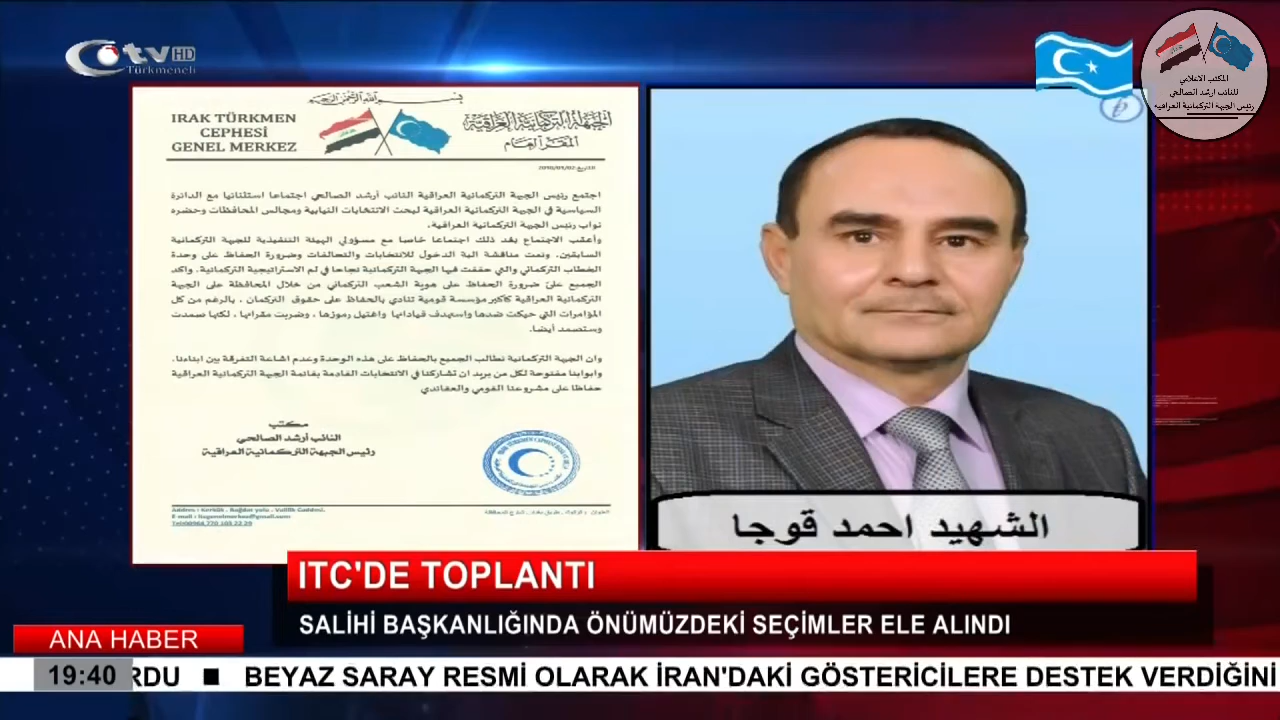 tv HD
Türkmeneli
المكتب الاعلامي
للنائب ارشد الصالحي
رئيس الجبهة التركمانية العراقية
IRAK TÜRKMEN
CEPHESİ
GENEL MERKEZ
الجبهة التركمانية العراقية
المقر العام
اجتمع رئيس الجبهة التركمانية العراقية النائب أرشد الصالحي اجتماعا استثنائيا مع الدائرة
السياسية في الجبهة التركمانية العراقية لبحث الانتخابات النيابية ومجالس المحافظات وحضره
نواب رئيس الجبهة التركمانية العراقية.
وأعقب الاجتماع بعد ذلك اجتماعا خاصا مع مسؤولي الهيئة التنفيذية للجبهة التركمانية
السابقين. وتمت مناقشة الية الدخول للانتخابات والتحالفات وضرورة الحفاظ على وحدة
الخطاب التركماني والتي حققت فيها الجبهة التركمانية نجاحا في لم الاستراتيجية التركمانية. واكد
الجميع على ضرورة الحفاظ على هوية الشعب التركماني من خلال المحافظة على الجبهة
التركمانية العراقية كأكبر مؤسسة قومية تنادي بالحفاظ على حقوق التركمان ، بالرغم من كل
المؤامرات التي حيكت ضدها واستهدف قياداتها واغتيل رموزها ، وضربت مقراتها ، لكنها صمدت
وستصمد أيضا.
وان الجبهة التركمانية تطالب الجميع بالحفاظ على هذه الوحدة وعدم اشاعة التفرقة بين ابناءنا.
وابوابنا مفتوحة لكل من يريد ان تشاركنا في الانتخابات القادمة بقائمة الجبهة التركمانية العراقية
حفاظا على مشروعنا القومي والعقائدي
مكتب
النائب أرشد الصالحي
رئيس الجبهة التركمانية العراقية
Addres : Kerkük . Bağdat yolu . Valilik Caddesi.
الشهيد احمد قوجا
ITC'DE TOPLANTI
SALİHİ BAŞKANLIĞINDA ÖNÜMÜZDEKİ SEÇİMLER ELE ALINDI
ANA HABER
19:40 RDU ■ BEYAZ SARAY RESMİ OLARAK İRAN'DAKİ GÖSTERİCİLERE DESTEK VERDİĞİNİ